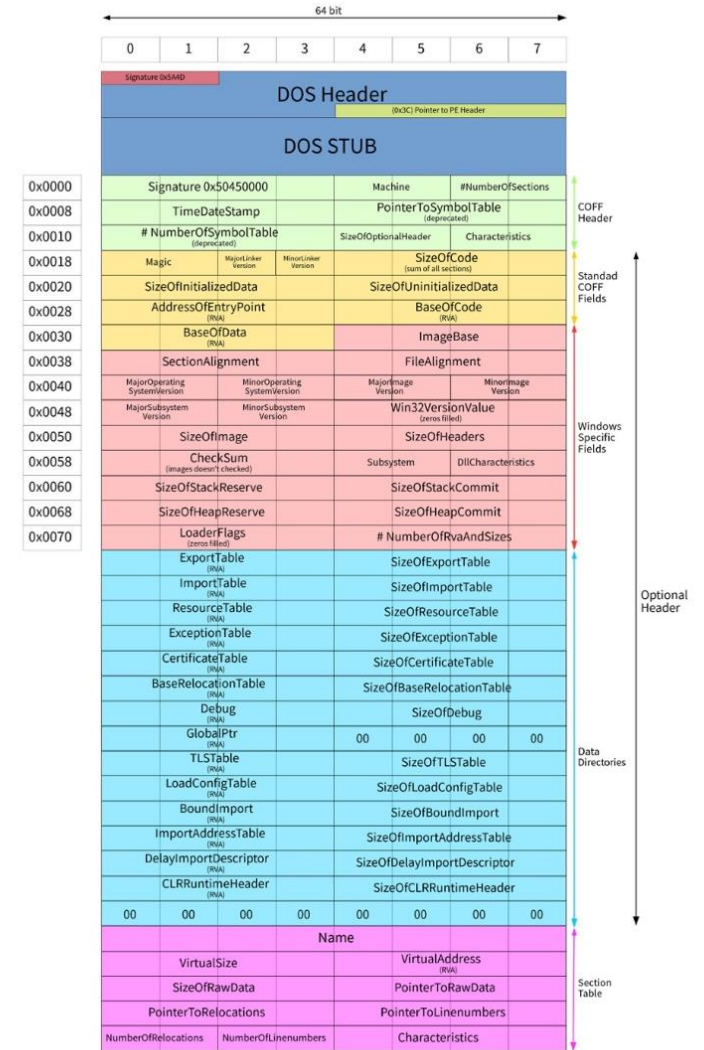 64 bit
0 1 2 3 4 5 6 7
Signature 0x5A4D
DOS Header
(0x3C) Pointer to PE Header
DOS STUB
0x0000 Signature 0x50450000 Machine #NumberOfSections
0x0008 TimeDateStamp PointerToSymbolTable
(deprecated)
COFF
Header
0x0010 # NumberOfSymbolTable
(deprecated)
SizeOfOptionalHeader Characteristics
0x0018 Magic MajorLinker
Version
MinorLinker
Version
SizeOfCode
(sum of all sections)
0x0020 SizeOfInitializedData SizeOfUninitializedData
Standad
COFF
Fields
0x0028 AddressOfEntryPoint
(RVA)
BaseOfCode
(RVA)
0x0030 BaseOfData
(RVA)
ImageBase
0x0038 SectionAlignment FileAlignment
0x0040 MajorOperating
SystemVersion
MinorOperating
SystemVersion
MajorImage
Version
MinorImage
Version
0x0048 MajorSubsystem
Version
MinorSubsystem
Version
Win32VersionValue
(zeros filled)
Windows
Specific
Fields
0x0050 SizeOfImage SizeOfHeaders
0x0058 CheckSum
(images doesn't checked)
Subsystem DllCharacteristics
0x0060 SizeOfStackReserve SizeOfStackCommit
0x0068 SizeOfHeapReserve SizeOfHeapCommit
0x0070 LoaderFlags
(zeros filled)
# NumberOfRvaAndSizes
ExportTable
(RVA)
SizeOfExportTable
ImportTable
(RVA)
SizeOfImportTable
Optional
Header
ResourceTable
(RVA)
SizeOfResourceTable
ExceptionTable
(RVA)
SizeOfExceptionTable
CertificateTable
(RVA)
SizeOfCertificateTable
BaseRelocationTable
(RVA)
SizeOfBaseRelocationTable
Debug
(RVA)
SizeOfDebug
GlobalPtr
(RVA)
00 00 00 00
Data
Directories
TLSTable
(RVA)
SizeOfTLSTable
LoadConfigTable
(RVA)
SizeOfLoadConfigTable
BoundImport
(RVA)
SizeOfBoundImport
ImportAddressTable
(RVA)
SizeOfImportAddressTable
DelayImportDescriptor
(RVA)
SizeOfDelayImportDescriptor
CLRRuntimeHeader
(RVA)
SizeOfCLRRuntimeHeader
00 00 00 00 00 00 00 00
Name
VirtualSize VirtualAddress
(RVA)
SizeOfRawData PointerToRawData
Section
Table
PointerToRelocations PointerToLinenumbers
NumberOfRelocations NumberOfLinenumbers Characteristics